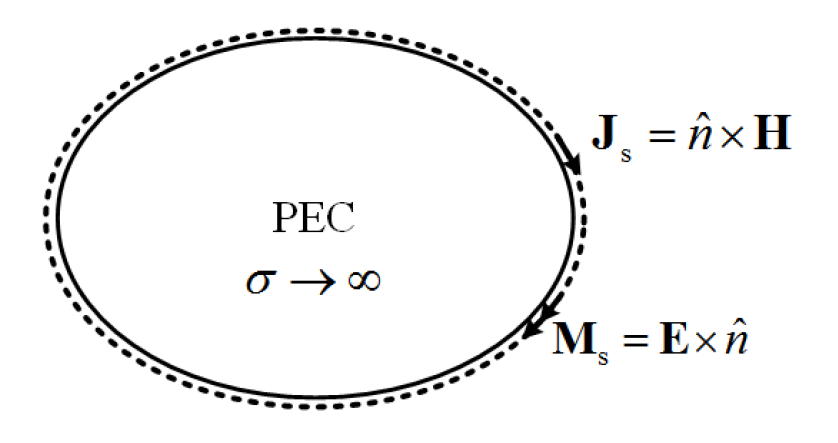 J_s = n̂ × H
PEC
σ → ∞
M_s = E × n̂